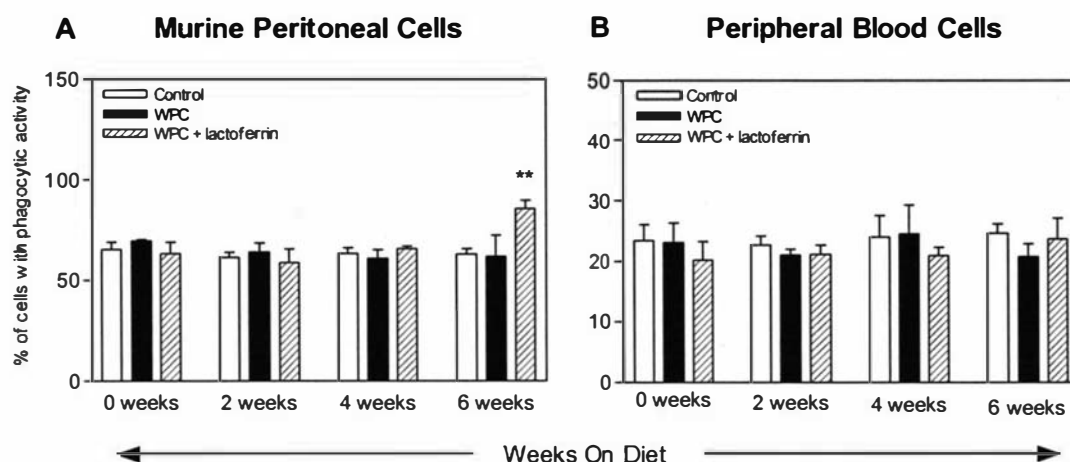 A Murine Peritoneal Cells
B Peripheral Blood Cells
% of cells with phagocytic activity
150
100
50
0
Control
WPC
WPC + lactoferrin
**
0 weeks 2 weeks 4 weeks 6 weeks
50
40
30
20
10
0
Control
WPC
WPC + lactoferrin
0 weeks 2 weeks 4 weeks 6 weeks
Weeks On Diet